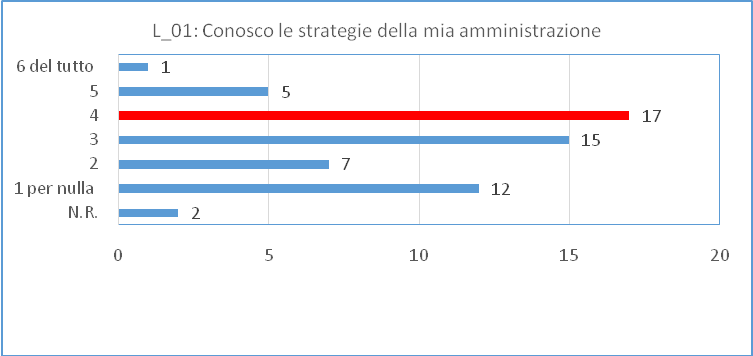 L_01: Conosco le strategie della mia amministrazione
6 del tutto 1
5 5
4 17
3 15
2 7
1 per nulla 12
N.R. 2
0 5 10 15 20